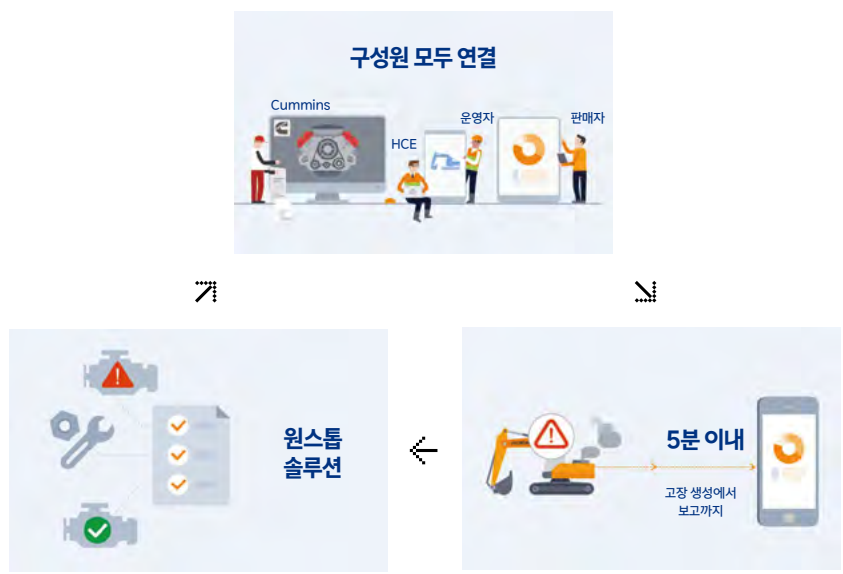 구성원 모두 연결
Cummins
운영자
판매자
HCE
원스톱
솔루션
5분 이내
고장 생성에서
보고까지